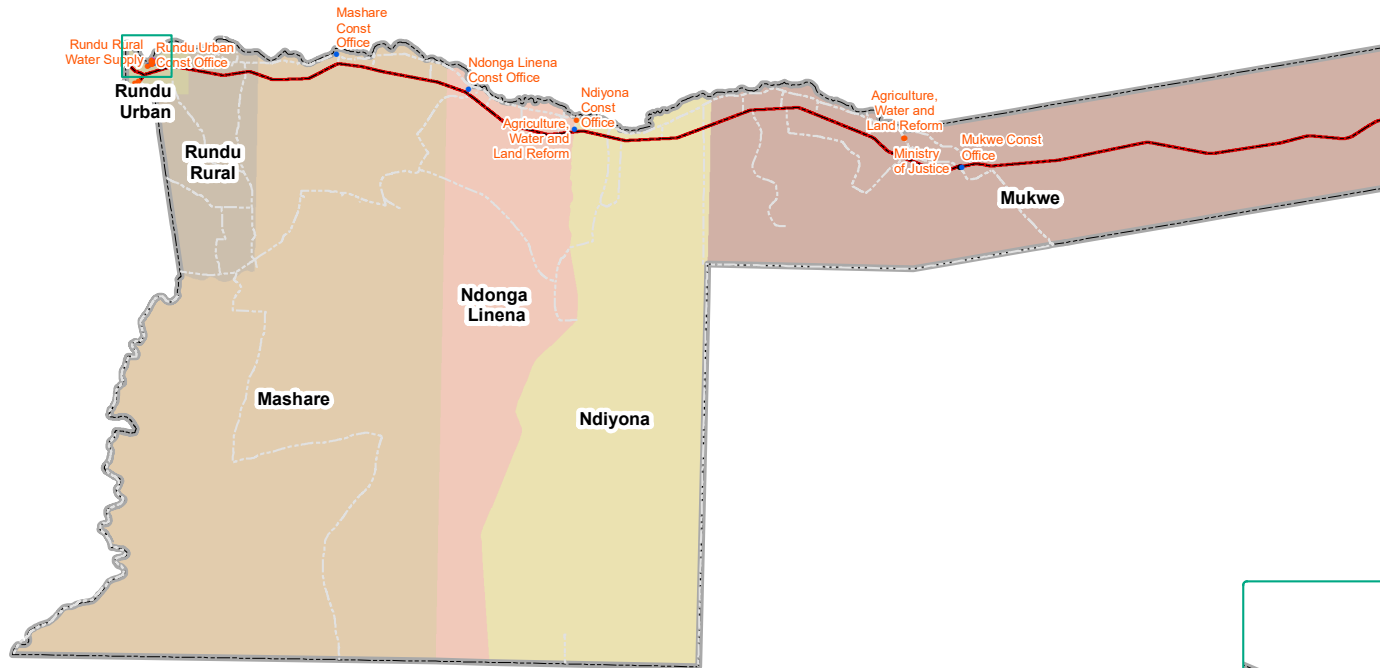 Mashare
Const
Office
Rundu Rural
Water Supply
Rundu Urban
Const Office
Rundu
Urban
Ndonga Linena
Const Office
Ndiyona
Const
Office
Agriculture,
Water and
Land Reform
Agriculture,
Water and
Land Reform
Ministry
of Justice
Mukwe Const
Office
Rundu
Rural
Mukwe
Ndonga
Linena
Mashare
Ndiyona